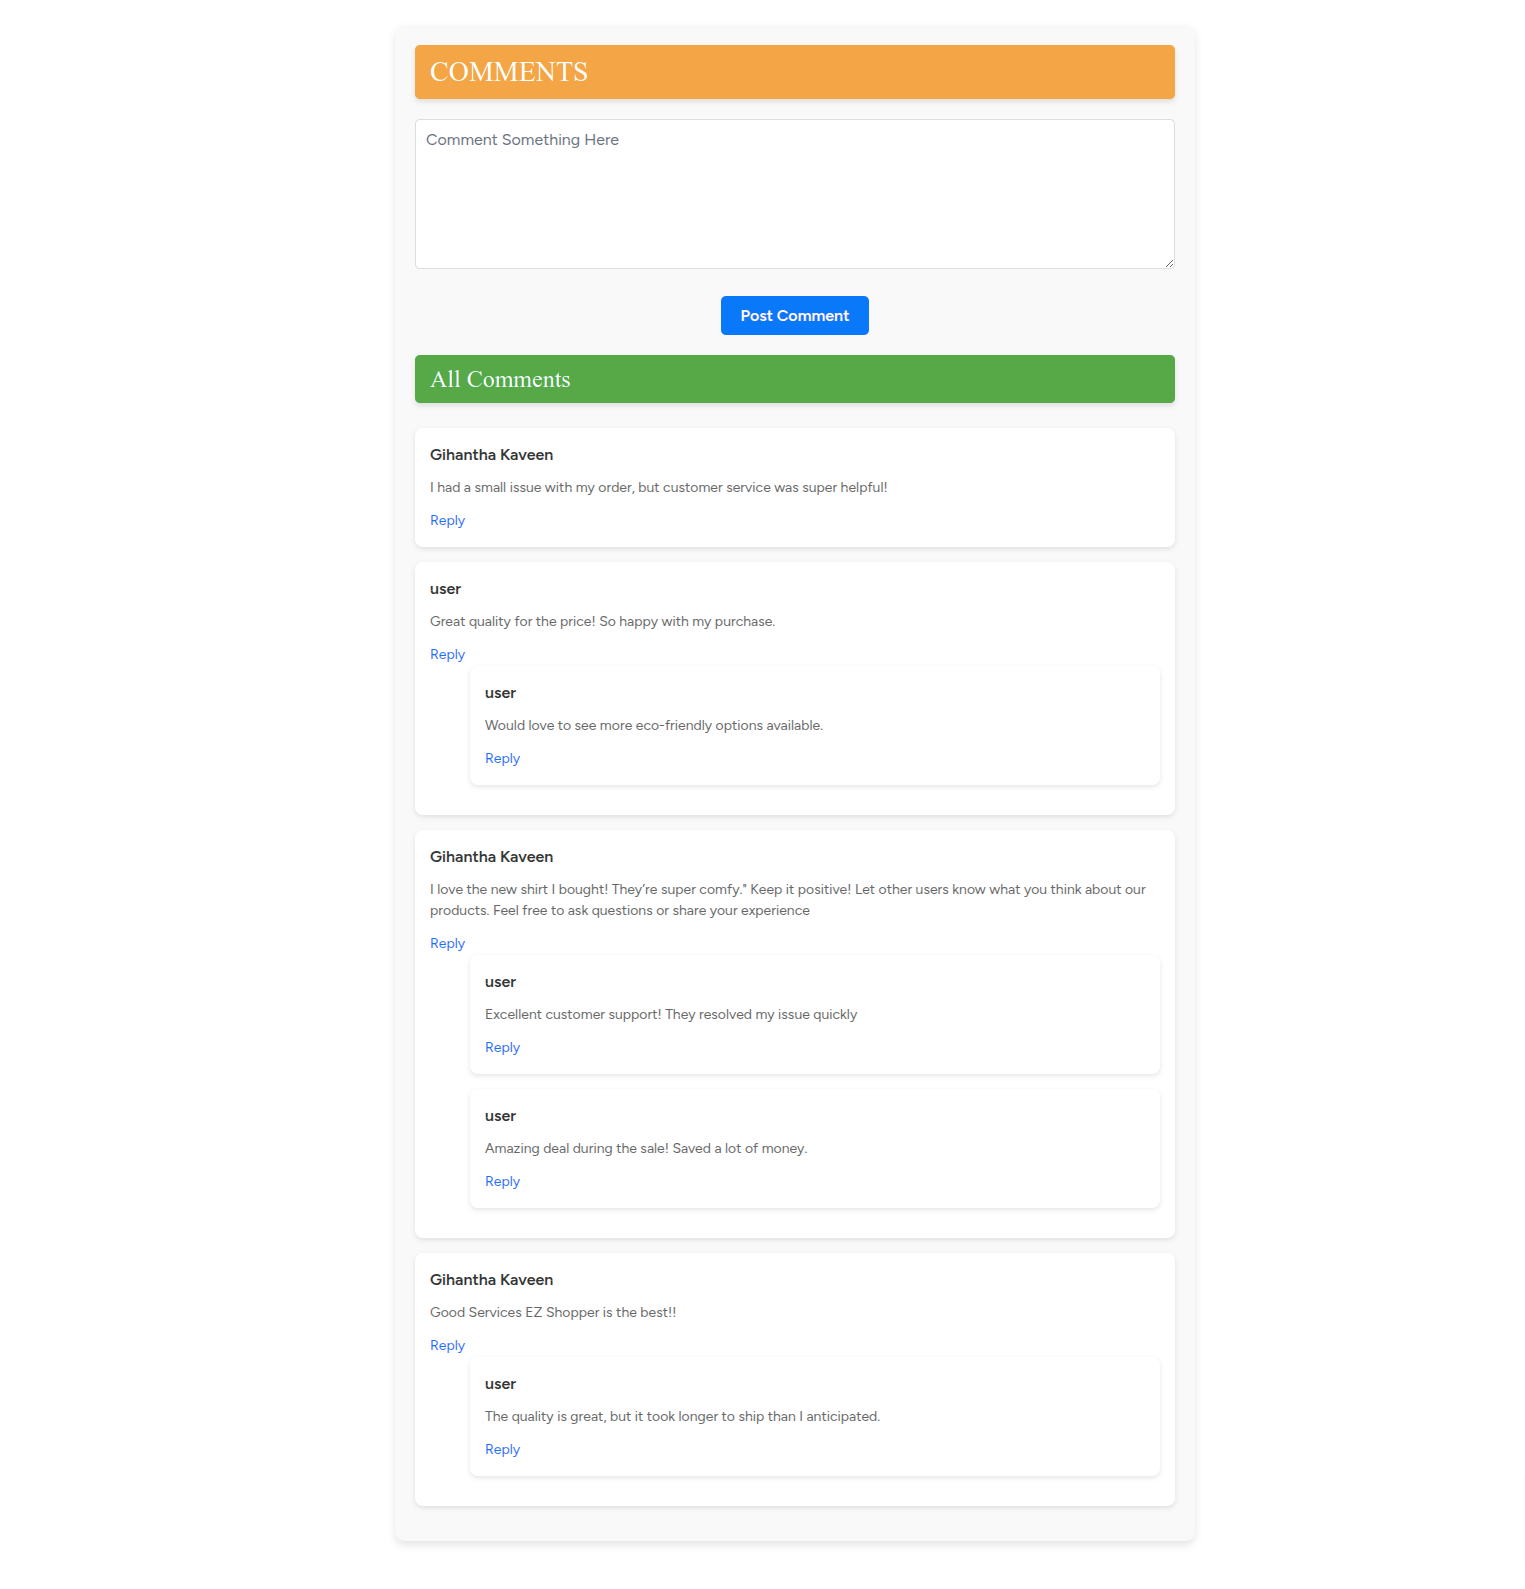 COMMENTS
Comment Something Here
Post Comment
All Comments
Gihantha Kaveen
I had a small issue with my order, but customer service was super helpful!
Reply
user
Great quality for the price! So happy with my purchase.
Reply
user
Would love to see more eco-friendly options available.
Reply
Gihantha Kaveen
I love the new shirt I bought! They’re super comfy." Keep it positive! Let other users know what you think about our
products. Feel free to ask questions or share your experience
Reply
user
Excellent customer support! They resolved my issue quickly
Reply
user
Amazing deal during the sale! Saved a lot of money.
Reply
Gihantha Kaveen
Good Services EZ Shopper is the best!!
Reply
user
The quality is great, but it took longer to ship than I anticipated.
Reply